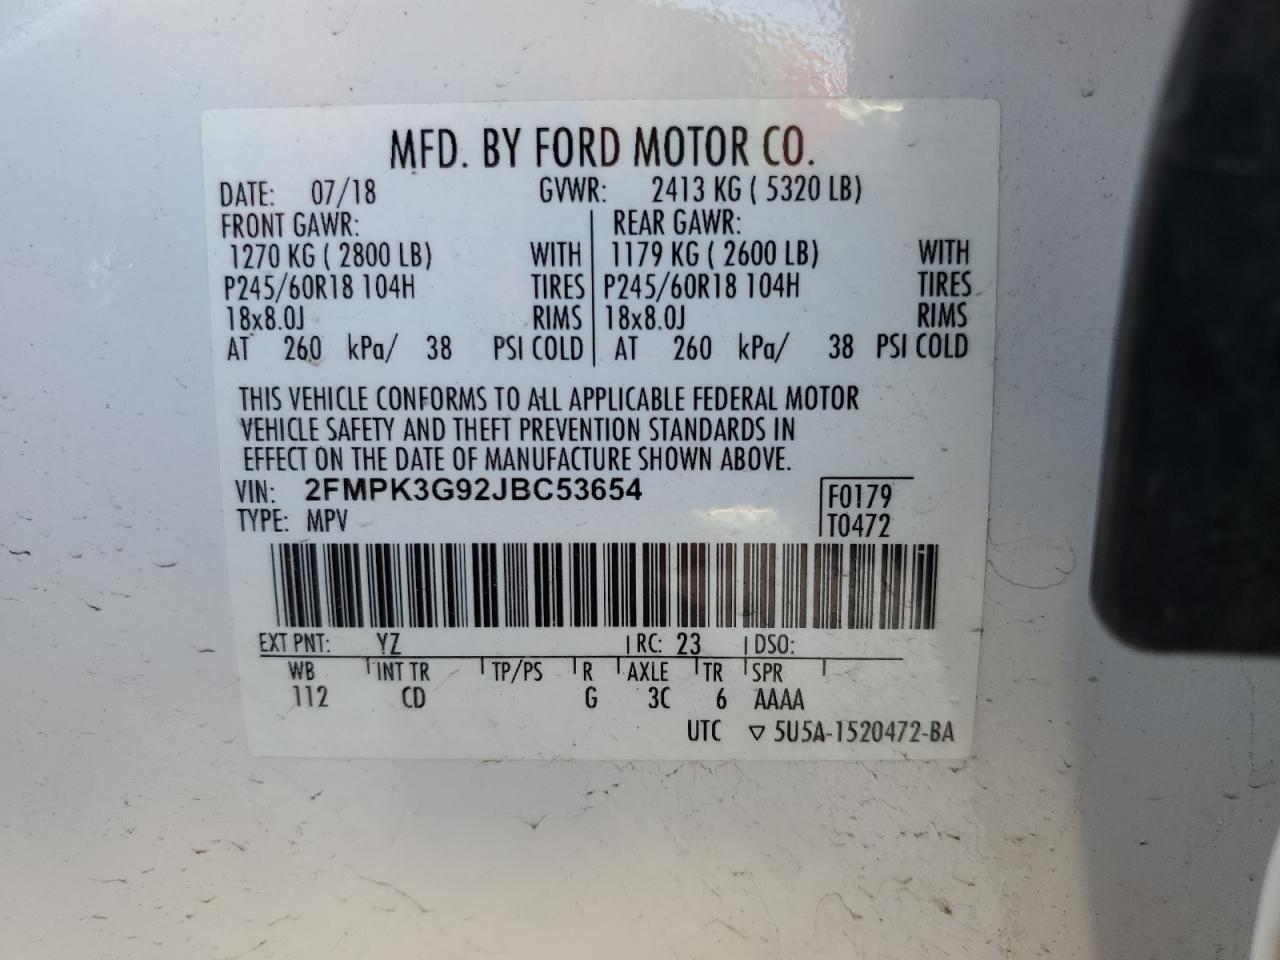 MFD. BY FORD MOTOR CO.
DATE: 07/18 GVWR: 2413 KG ( 5320 LB)
FRONT GAWR: REAR GAWR:
1270 KG ( 2800 LB) WITH 1179 KG ( 2600 LB) WITH
P245/60R18 104H TIRES P245/60R18 104H TIRES
18x8.0J RIMS 18x8.0J RIMS
AT 260 kPa/ 38 PSI COLD AT 260 kPa/ 38 PSI COLD
THIS VEHICLE CONFORMS TO ALL APPLICABLE FEDERAL MOTOR
VEHICLE SAFETY AND THEFT PREVENTION STANDARDS IN
EFFECT ON THE DATE OF MANUFACTURE SHOWN ABOVE.
VIN: 2FMPK3G92JBC53654 F0179
TYPE: MPV T0472
EXT PNT: YZ RC: 23 DSO:
WB INT TR TP/PS R AXLE TR SPR
112 CD G 3C 6 AAAA
UTC ▽ 5U5A-1520472-BA